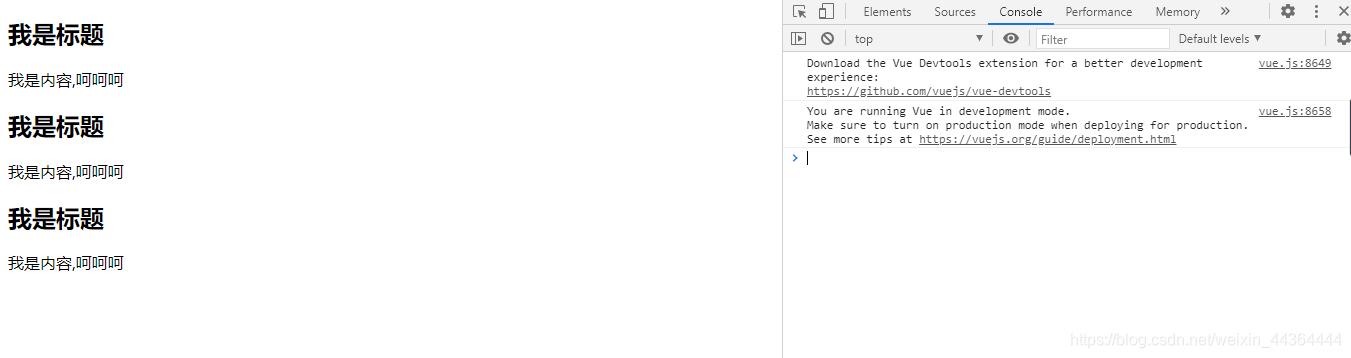 我是标题
我是内容,呵呵呵
我是标题
我是内容,呵呵呵
我是标题
我是内容,呵呵呵
Elements Sources Console Performance Memory »
top Filter Default levels
Download the Vue Devtools extension for a better development vue.js:8649
experience:
https://github.com/vuejs/vue-devtools
You are running Vue in development mode. vue.js:8658
Make sure to turn on production mode when deploying for production.
See more tips at https://vuejs.org/guide/deployment.html
https://blog.csdn.net/weixin_44364444